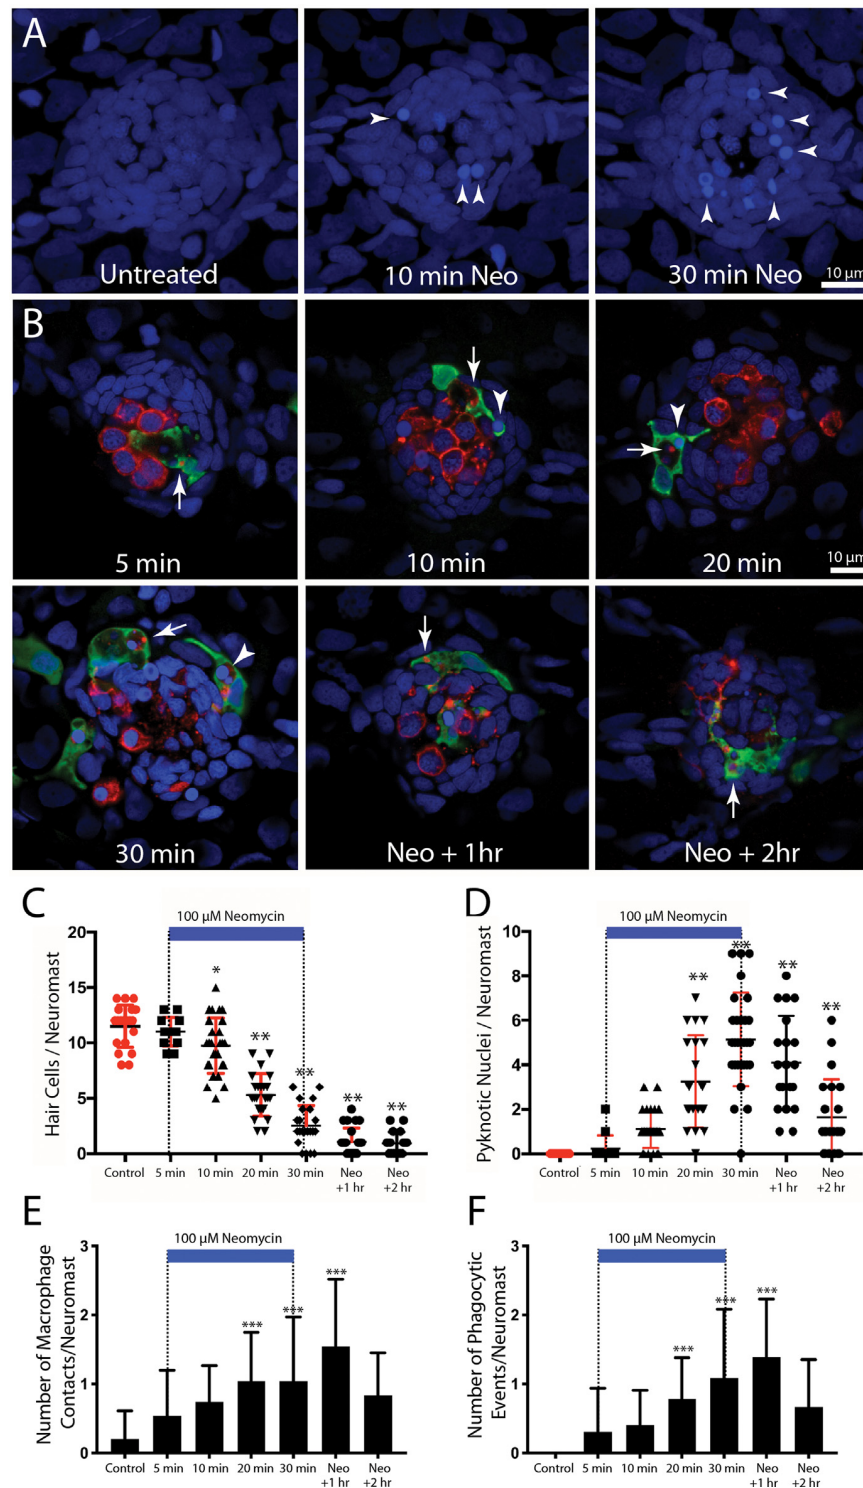 A
Untreated
10 min Neo
30 min Neo
10 μm
B
5 min
10 min
20 min
10 μm
30 min
Neo + 1hr
Neo + 2hr
C
100 μM Neomycin
Hair Cells / Neuromast
20
15
10
5
0
*
**
**
**
**
Control
5 min
10 min
20 min
30 min
Neo
+1 hr
Neo
+2 hr
D
100 μM Neomycin
Pyknotic Nuclei / Neuromast
10
8
6
4
2
0
**
**
**
**
Control
5 min
10 min
20 min
30 min
Neo
+1 hr
Neo
+2 hr
E
100 μM Neomycin
Number of Macrophage
Contacts/Neuromast
3
2
1
0
***
***
***
Control
5 min
10 min
20 min
30 min
Neo
+1 hr
Neo
+2 hr
F
100 μM Neomycin
Number of Phagocytic
Events/Neuromast
3
2
1
0
***
***
***
Control
5 min
10 min
20 min
30 min
Neo
+1 hr
Neo
+2 hr